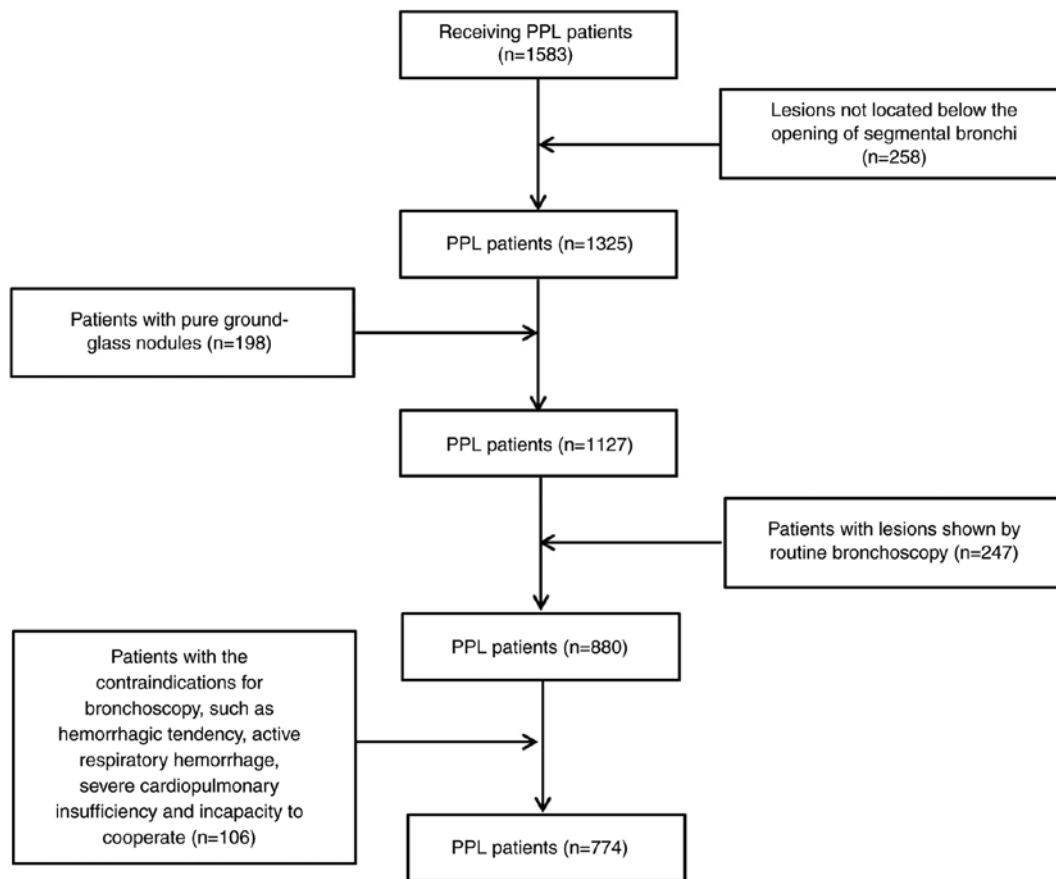 Receiving PPL patients
(n=1583)
Lesions not located below the
opening of segmental bronchi
(n=258)
PPL patients (n=1325)
Patients with pure ground-
glass nodules (n=198)
PPL patients (n=1127)
Patients with lesions shown by
routine bronchoscopy (n=247)
PPL patients (n=880)
Patients with the
contraindications for
bronchoscopy, such as
hemorrhagic tendency, active
respiratory hemorrhage,
severe cardiopulmonary
insufficiency and incapacity to
cooperate (n=106)
PPL patients (n=774)